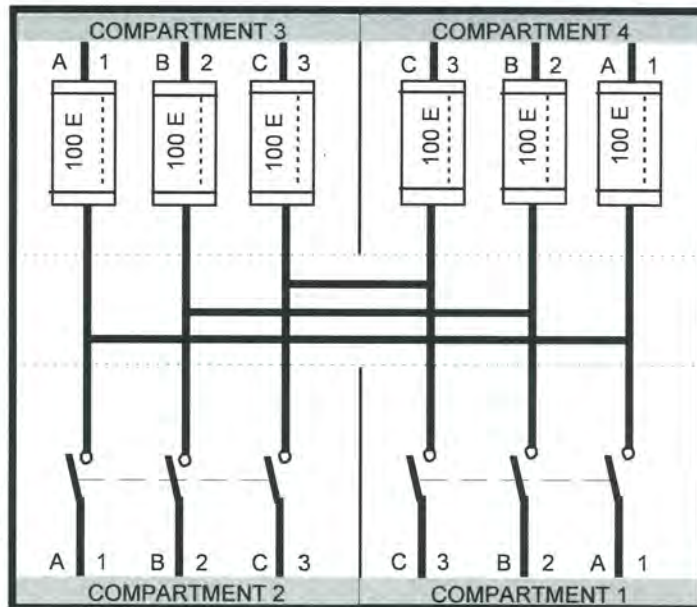 COMPARTMENT 3 COMPARTMENT 4
A 1 B 2 C 3 C 3 B 2 A 1
100 E 100 E 100 E 100 E 100 E 100 E
A 1 B 2 C 3 C 3 B 2 A 1
COMPARTMENT 2 COMPARTMENT 1